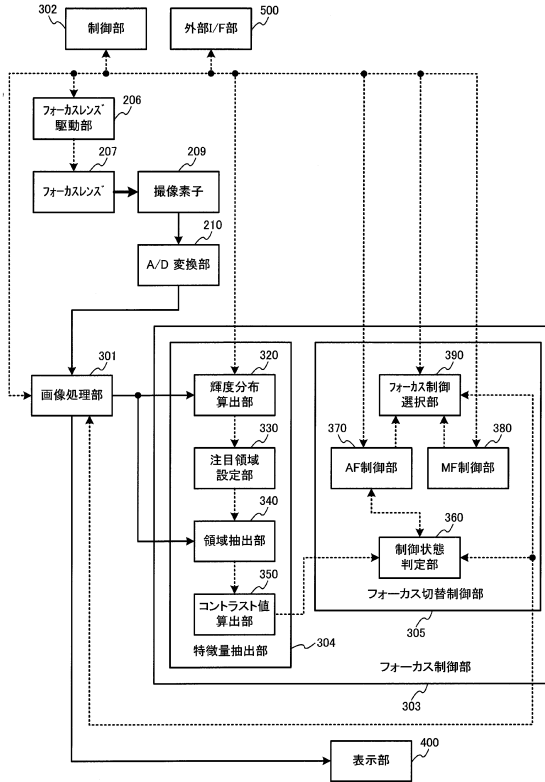 302
制御部
外部I/F部
500
フォーカスレンズ
駆動部
206
207
フォーカスレンズ
209
撮像素子
210
A/D 変換部
301
画像処理部
320
輝度分布
算出部
330
注目領域
設定部
340
領域抽出部
350
コントラスト値
算出部
特徴量抽出部
304
390
フォーカス制御
選択部
370
AF制御部
380
MF制御部
360
制御状態
判定部
フォーカス切替制御部
305
フォーカス制御部
303
表示部
400